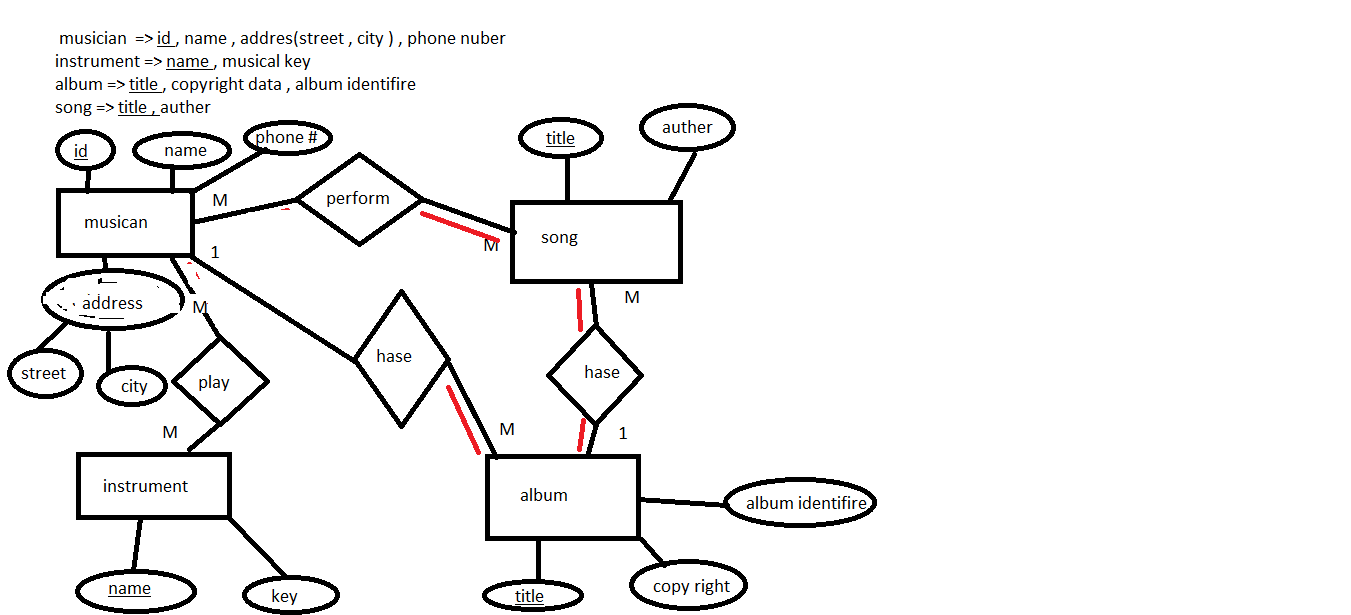 musician => id , name , addres(street , city ) , phone nuber
instrument => name , musical key
album => title , copyright data , album identifire
song => title , auther
id
name
phone #
title
auther
M
perform
musican
song
M
1
address
M
M
hase
hase
street
city
play
M
M
1
instrument
album
album identifire
name
key
title
copy right